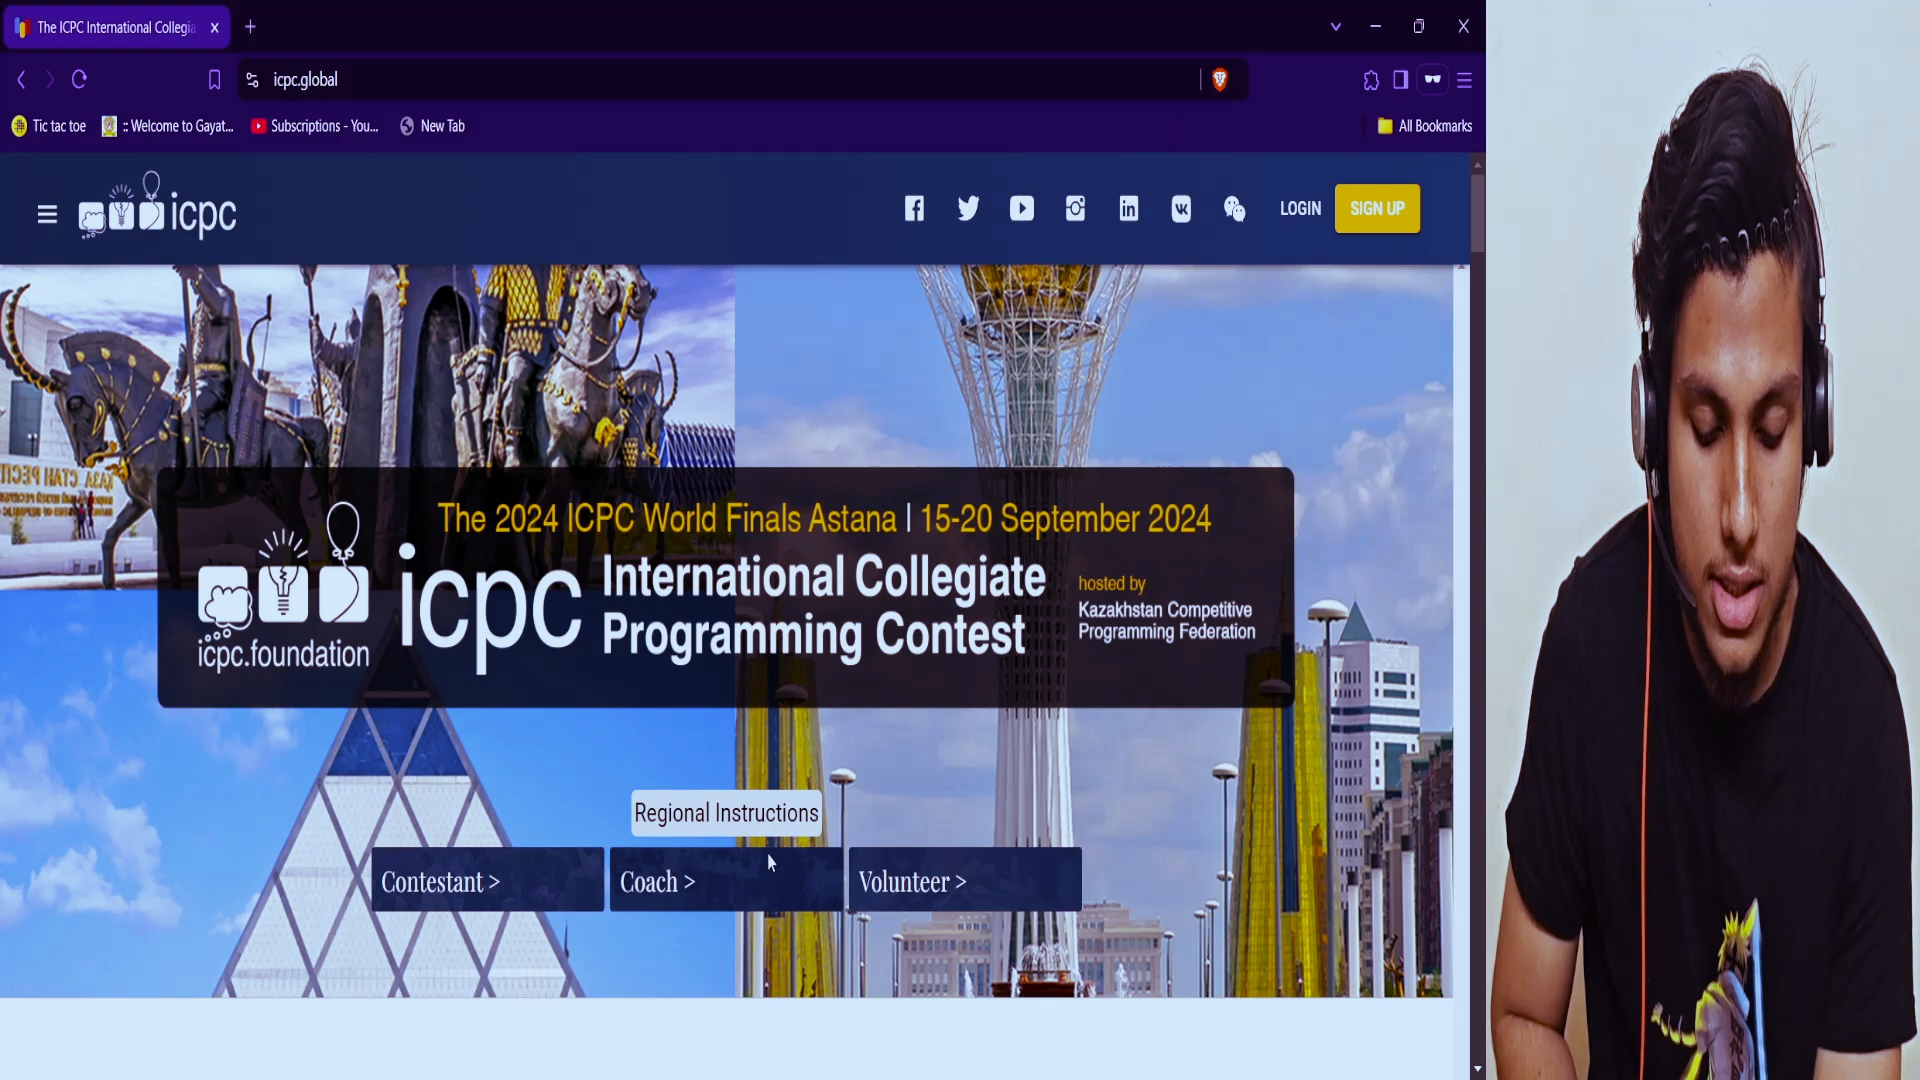 The ICPC International Collegia
icpc.global
Tic tac toe
:: Welcome to Gayat...
Subscriptions - You...
New Tab
All Bookmarks
icpc
LOGIN
SIGN UP
The 2024 ICPC World Finals Astana | 15-20 September 2024
icpc.foundation
icpc
International Collegiate
Programming Contest
hosted by
Kazakhstan Competitive
Programming Federation
Regional Instructions
Contestant >
Coach >
Volunteer >